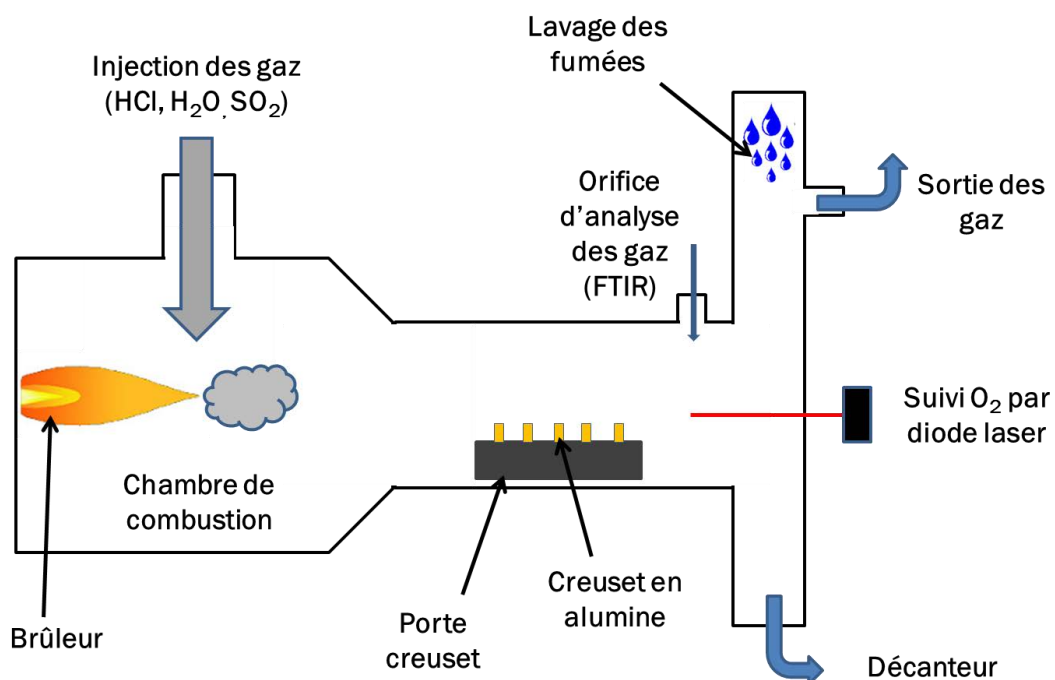 Lavage des
fumées
Injection des gaz
(HCl, H₂O, SO₂)
Orifice
d'analyse
des gaz
(FTIR)
Sortie des
gaz
Suivi O₂ par
diode laser
Chambre de
combustion
Creuset en
alumine
Porte
creuset
Brûleur
Décanteur